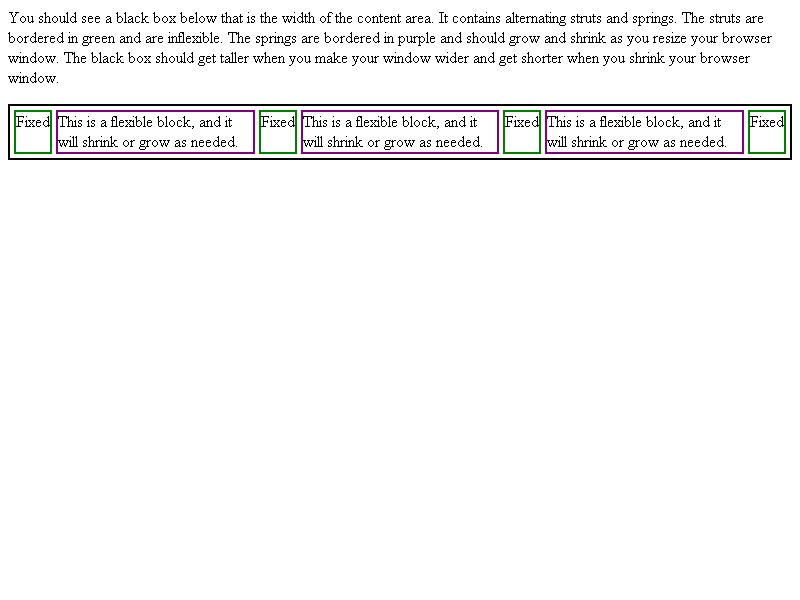 You should see a black box below that is the width of the content area. It contains alternating struts and springs. The struts are
bordered in green and are inflexible. The springs are bordered in purple and should grow and shrink as you resize your browser
window. The black box should get taller when you make your window wider and get shorter when you shrink your browser
window.
Fixed This is a flexible block, and it Fixed This is a flexible block, and it Fixed This is a flexible block, and it Fixed
will shrink or grow as needed. will shrink or grow as needed. will shrink or grow as needed.